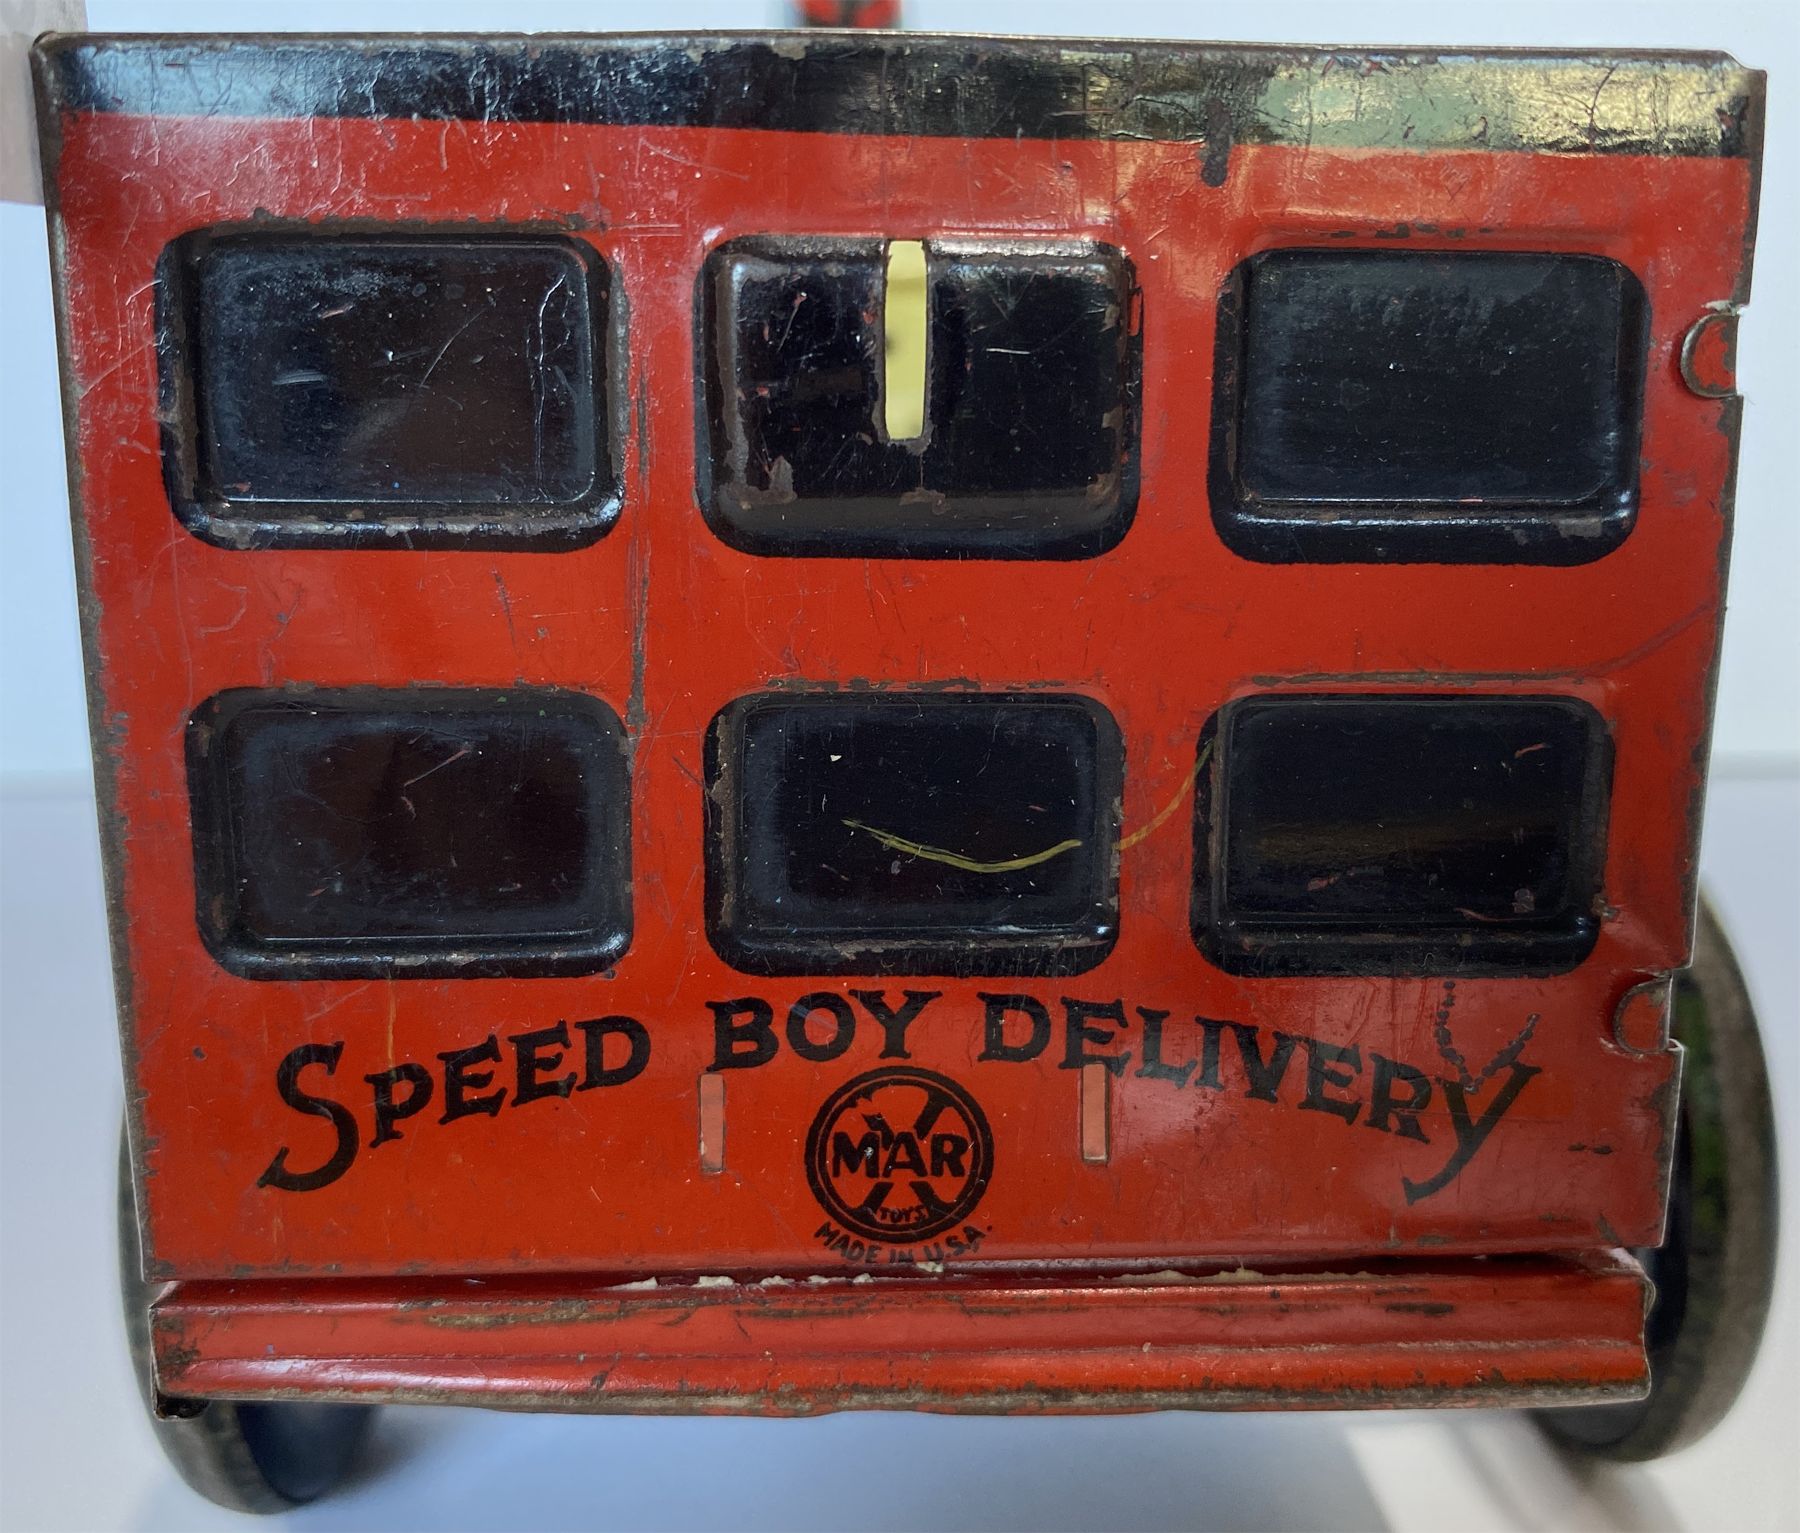 SPEED BOY DELIVERY
MAR
TOYS
MADE IN U.S.A.